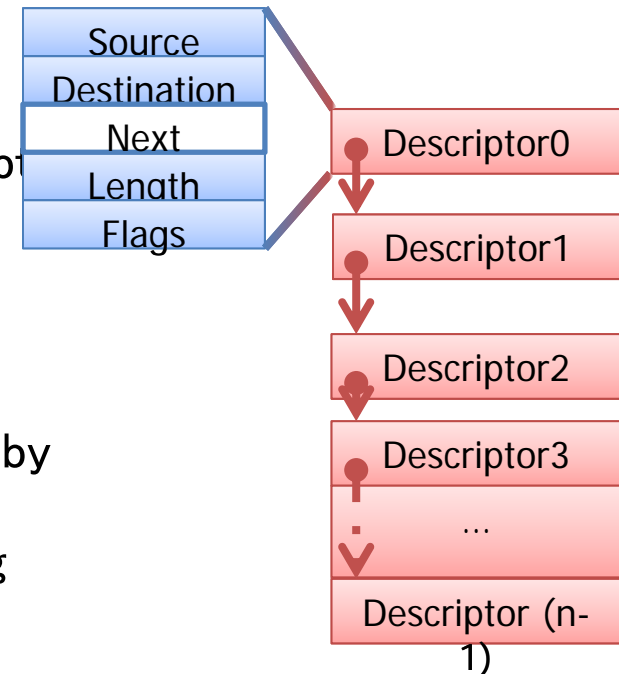 Source
Destination
Next
Length
Flags
Descriptor0
Descriptor1
Descriptor2
by
Descriptor3
...
Descriptor (n-
1)